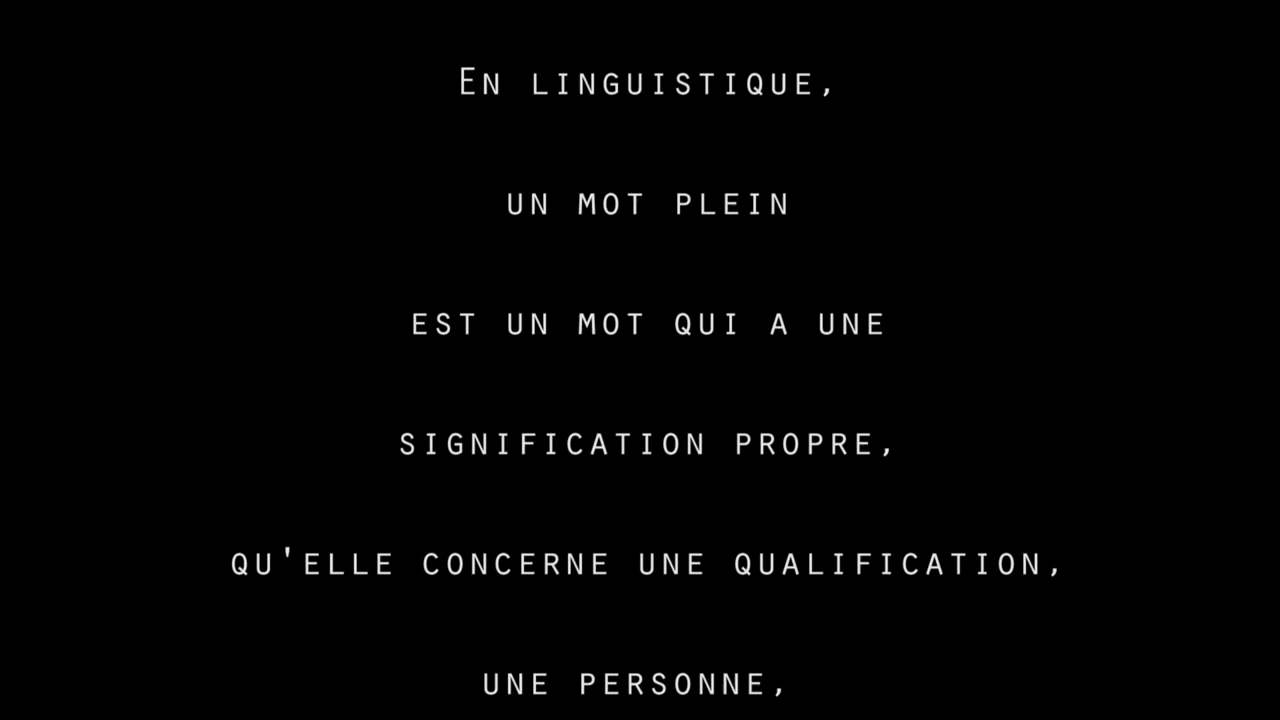 En linguistique,
un mot plein
est un mot qui a une
signification propre,
qu'elle concerne une qualification,
une personne,